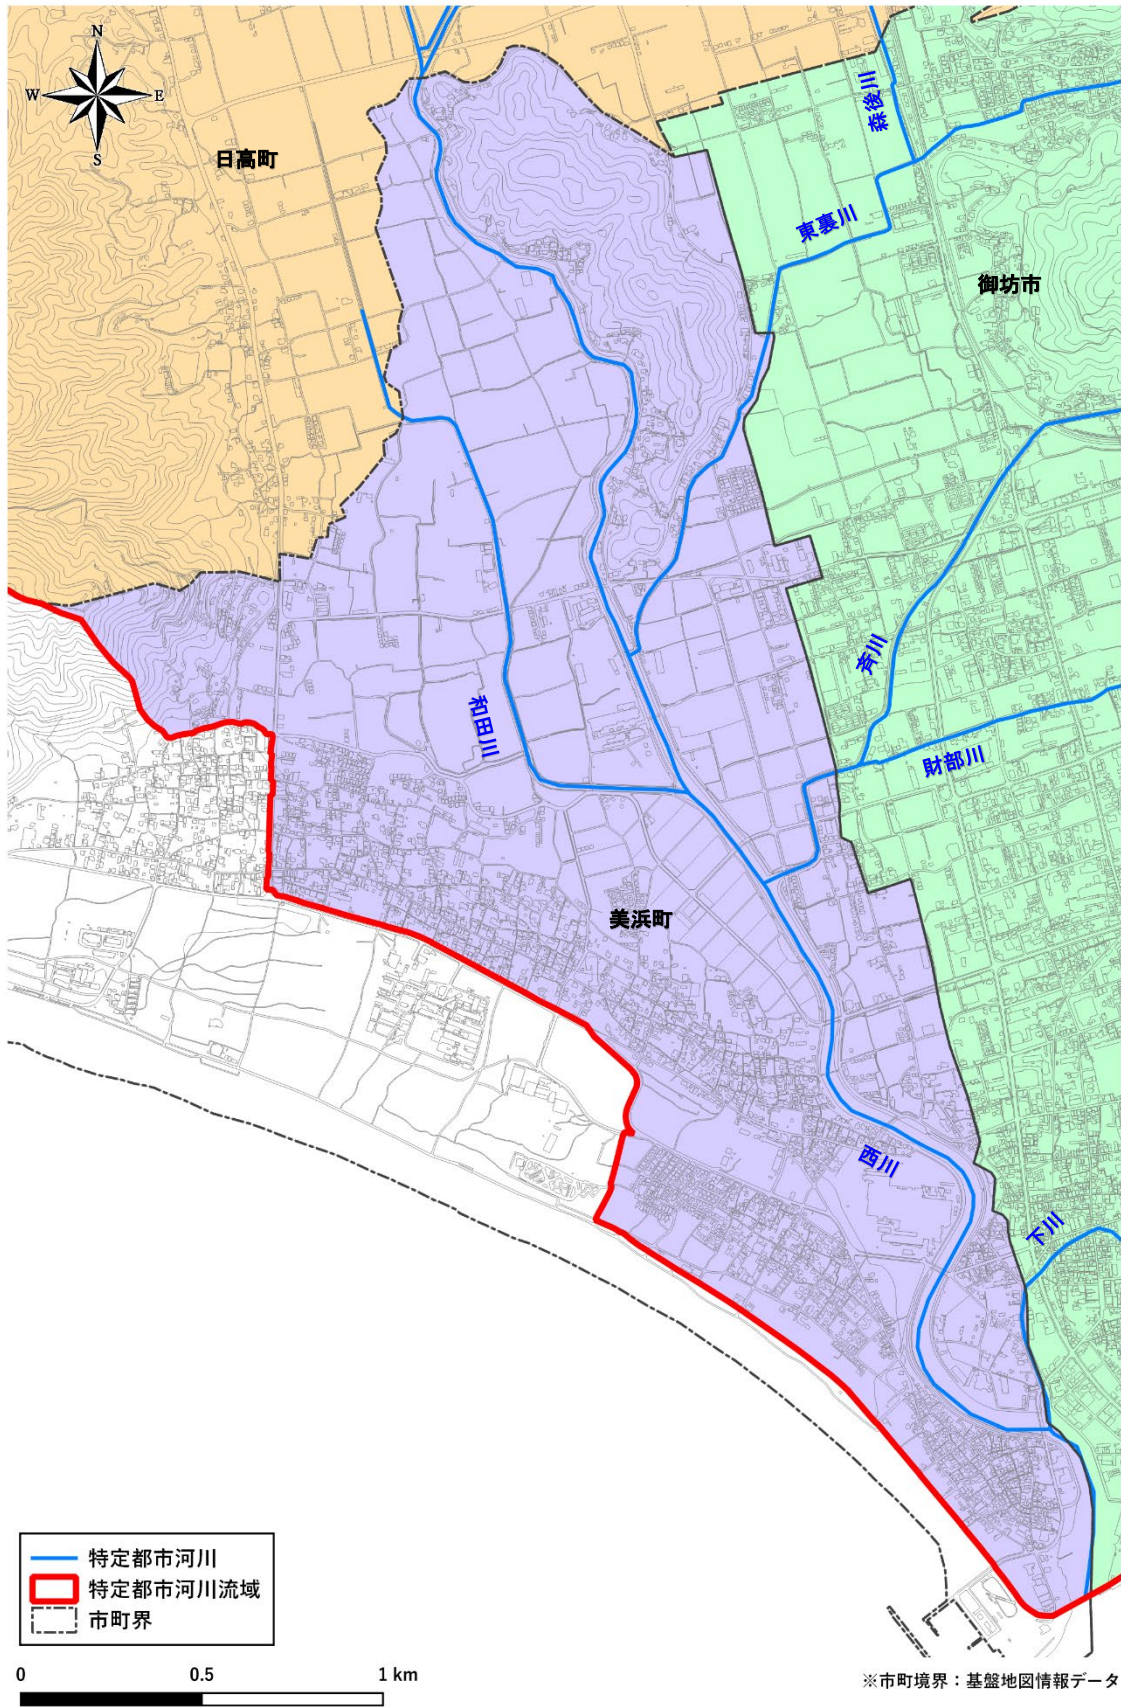 N
W
E
S
日高町
森後川
東裏川
御坊市
斉川
和田川
財部川
美浜町
西川
下川
特定都市河川
特定都市河川流域
市町界
0 0.5 1 km
※市町境界：基盤地図情報データ